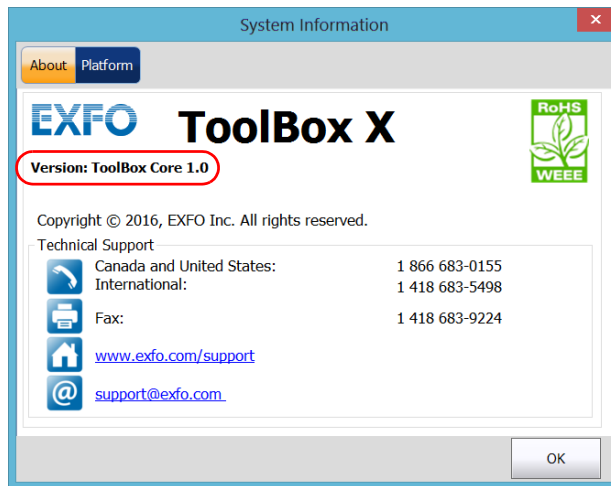 System Information
About Platform
EXFO ToolBox X
RoHS
WEEE
Version: ToolBox Core 1.0
Copyright © 2016, EXFO Inc. All rights reserved.
Technical Support
Canada and United States: 1 866 683-0155
International: 1 418 683-5498
Fax: 1 418 683-9224
www.exfo.com/support
@ support@exfo.com
OK